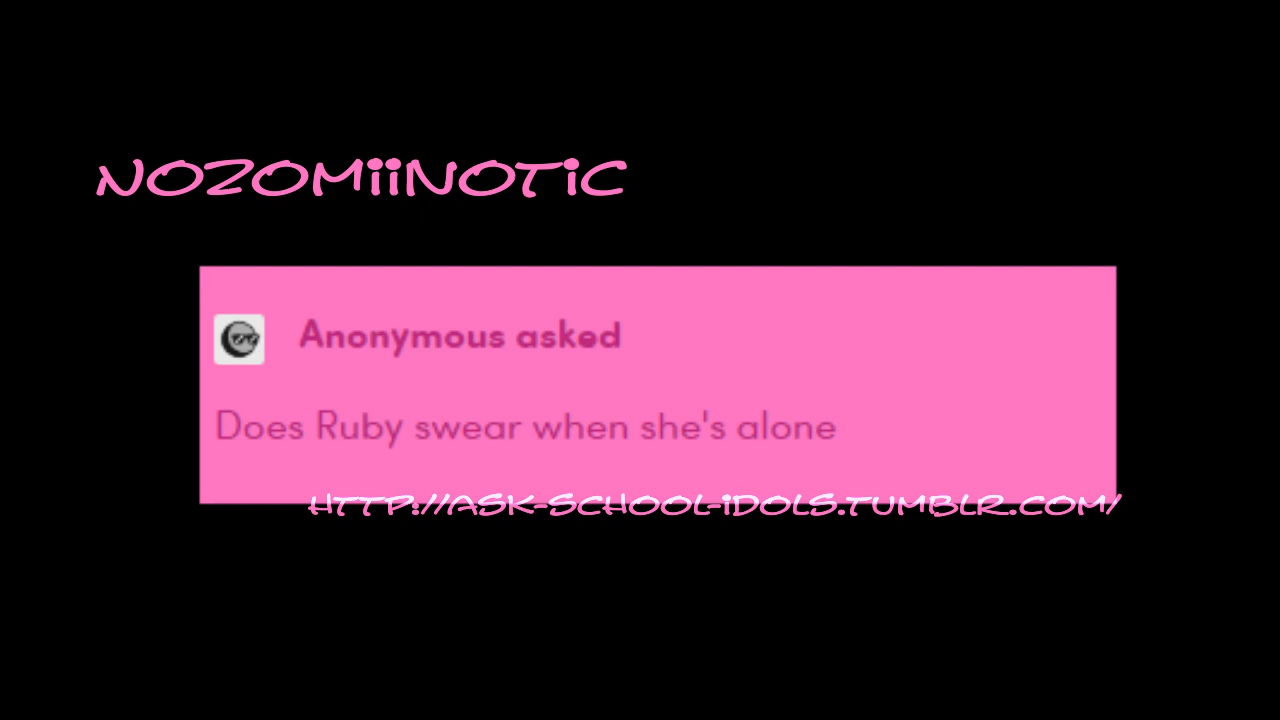 NOZOMiiNOTiC
Anonymous asked
Does Ruby swear when she's alone
HTTP://ASK-SCHOOL-iDOLS.TUMBLR.COM/